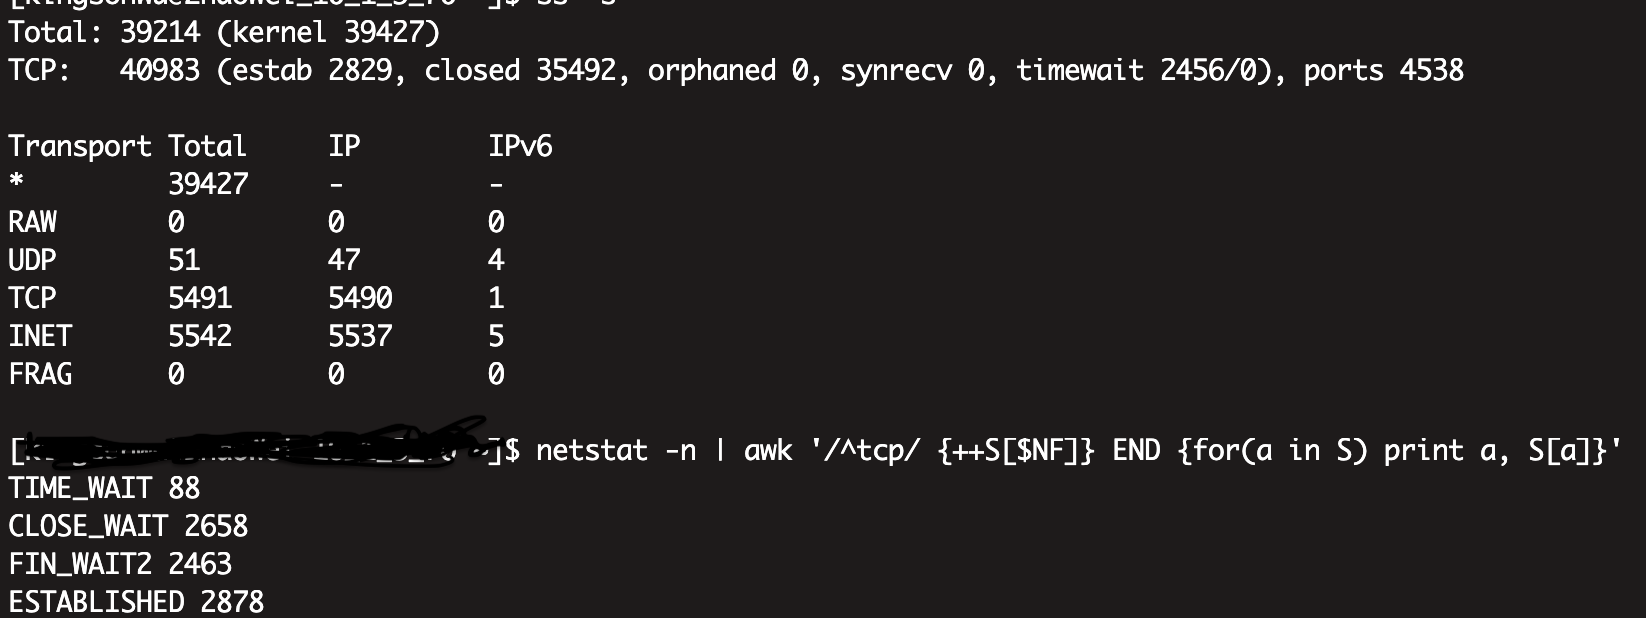 Total: 39214 (kernel 39427)
TCP:   40983 (estab 2829, closed 35492, orphaned 0, synrecv 0, timewait 2456/0), ports 4538
Transport Total     IP        IPv6
*         39427     -         -
RAW       0         0         0
UDP       51        47        4
TCP       5491      5490      1
INET      5542      5537      5
FRAG      0         0         0
]$ netstat -n | awk '/^tcp/ {++S[$NF]} END {for(a in S) print a, S[a]}'
TIME_WAIT 88
CLOSE_WAIT 2658
FIN_WAIT2 2463
ESTABLISHED 2878